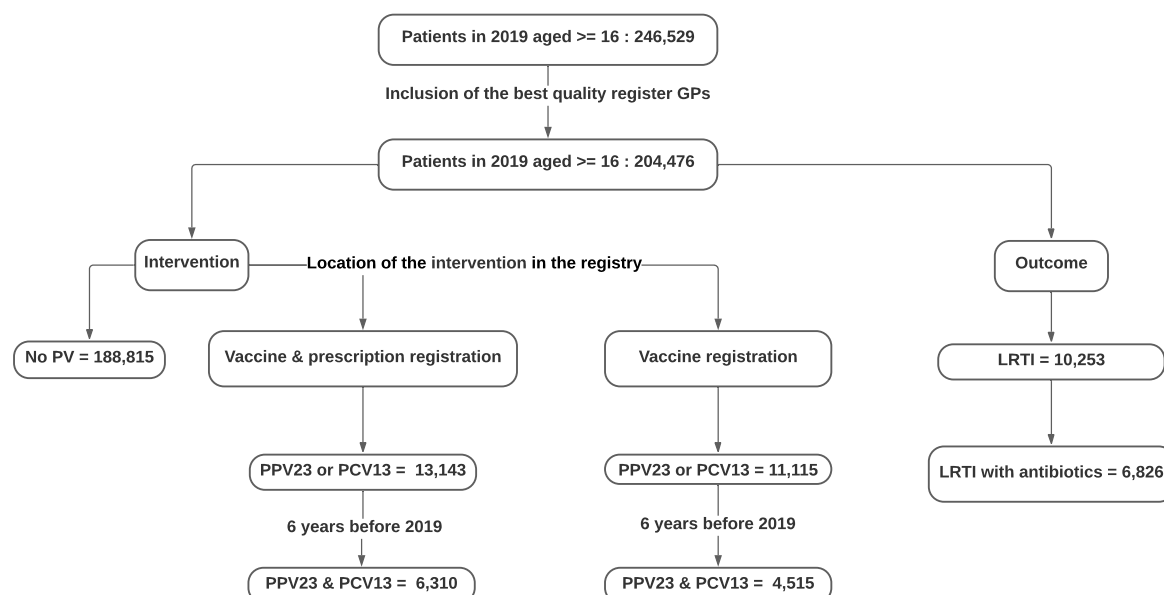 Patients in 2019 aged >= 16 : 246,529
Inclusion of the best quality register GPs
Patients in 2019 aged >= 16 : 204,476
Intervention
Location of the intervention in the registry
Outcome
No PV = 188,815
Vaccine & prescription registration
Vaccine registration
LRTI = 10,253
PPV23 or PCV13 = 13,143
PPV23 or PCV13 = 11,115
LRTI with antibiotics = 6,826
6 years before 2019
6 years before 2019
PPV23 & PCV13 = 6,310
PPV23 & PCV13 = 4,515